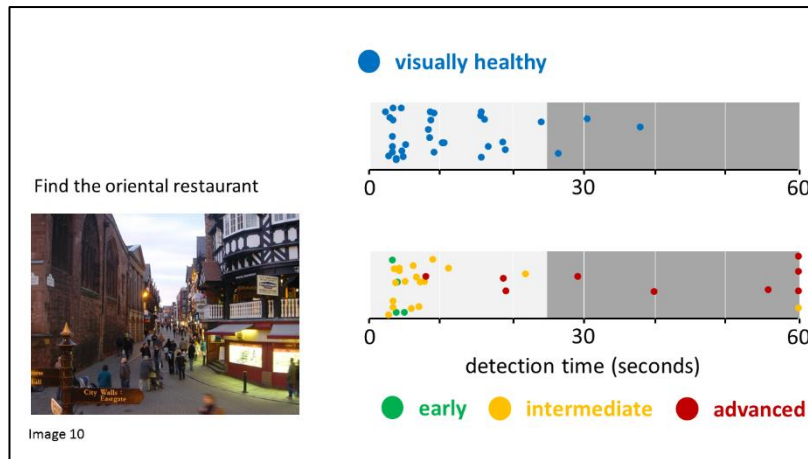 visually healthy
0 30 60
Find the oriental restaurant
City Walls
Eastgate
0 30 60
detection time (seconds)
early intermediate advanced
Image 10